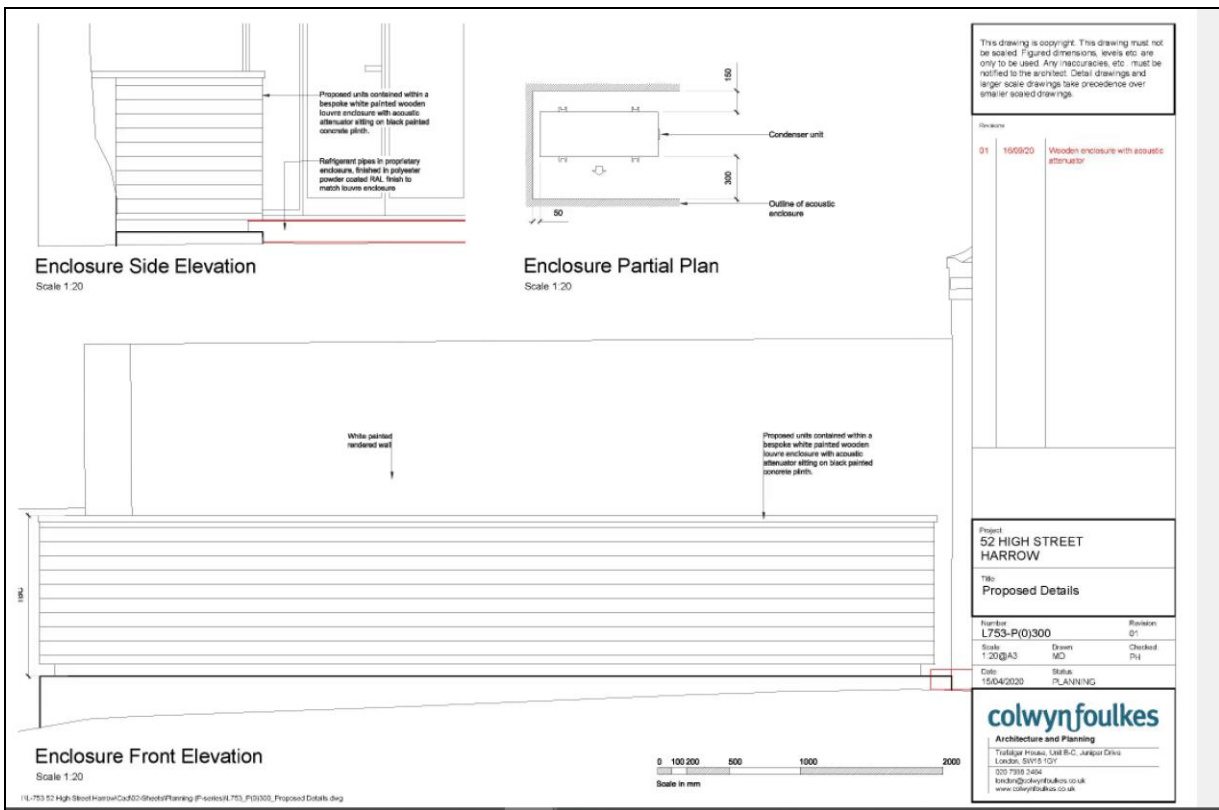 Proposed units contained within a
bespoke white painted wooden
louvre enclosure with acoustic
attenuator sitting on black painted
concrete plinth.
Refrigerant pipes in proprietary
enclosure, finished in polyester
powder coated RAL finish to
match louvre enclosure
Enclosure Side Elevation
Scale 1:20
150
Condenser unit
300
Outline of acoustic
enclosure
50
Enclosure Partial Plan
Scale 1:20
This drawing is copyright. This drawing must not
be scaled. Figured dimensions, levels etc. are
only to be used. Any inaccuracies, etc. must be
notified to the architect. Detail drawings and
larger scale drawings take precedence over
smaller scaled drawings.
Revisions
01 16/09/20 Wooden enclosure with acoustic
attenuator
White painted
rendered wall
Proposed units contained within a
bespoke white painted wooden
louvre enclosure with acoustic
attenuator sitting on black painted
concrete plinth.
Enclosure Front Elevation
Scale 1:20
0 100 200 500 1000 2000
Scale in mm
Project
52 HIGH STREET
HARROW
Title
Proposed Details
Number Revision
L753-P(0)300 01
Scale Drawn Checked
1:20@A3 MD PH
Date Status
15/04/2020 PLANNING
colwynfoulkes
Architecture and Planning
Trafalgar House, Unit B-C, Juniper Drive
London, SW18 1GY
020 7398 2464
london@colwynfoulkes.co.uk
www.colwynfoulkes.co.uk